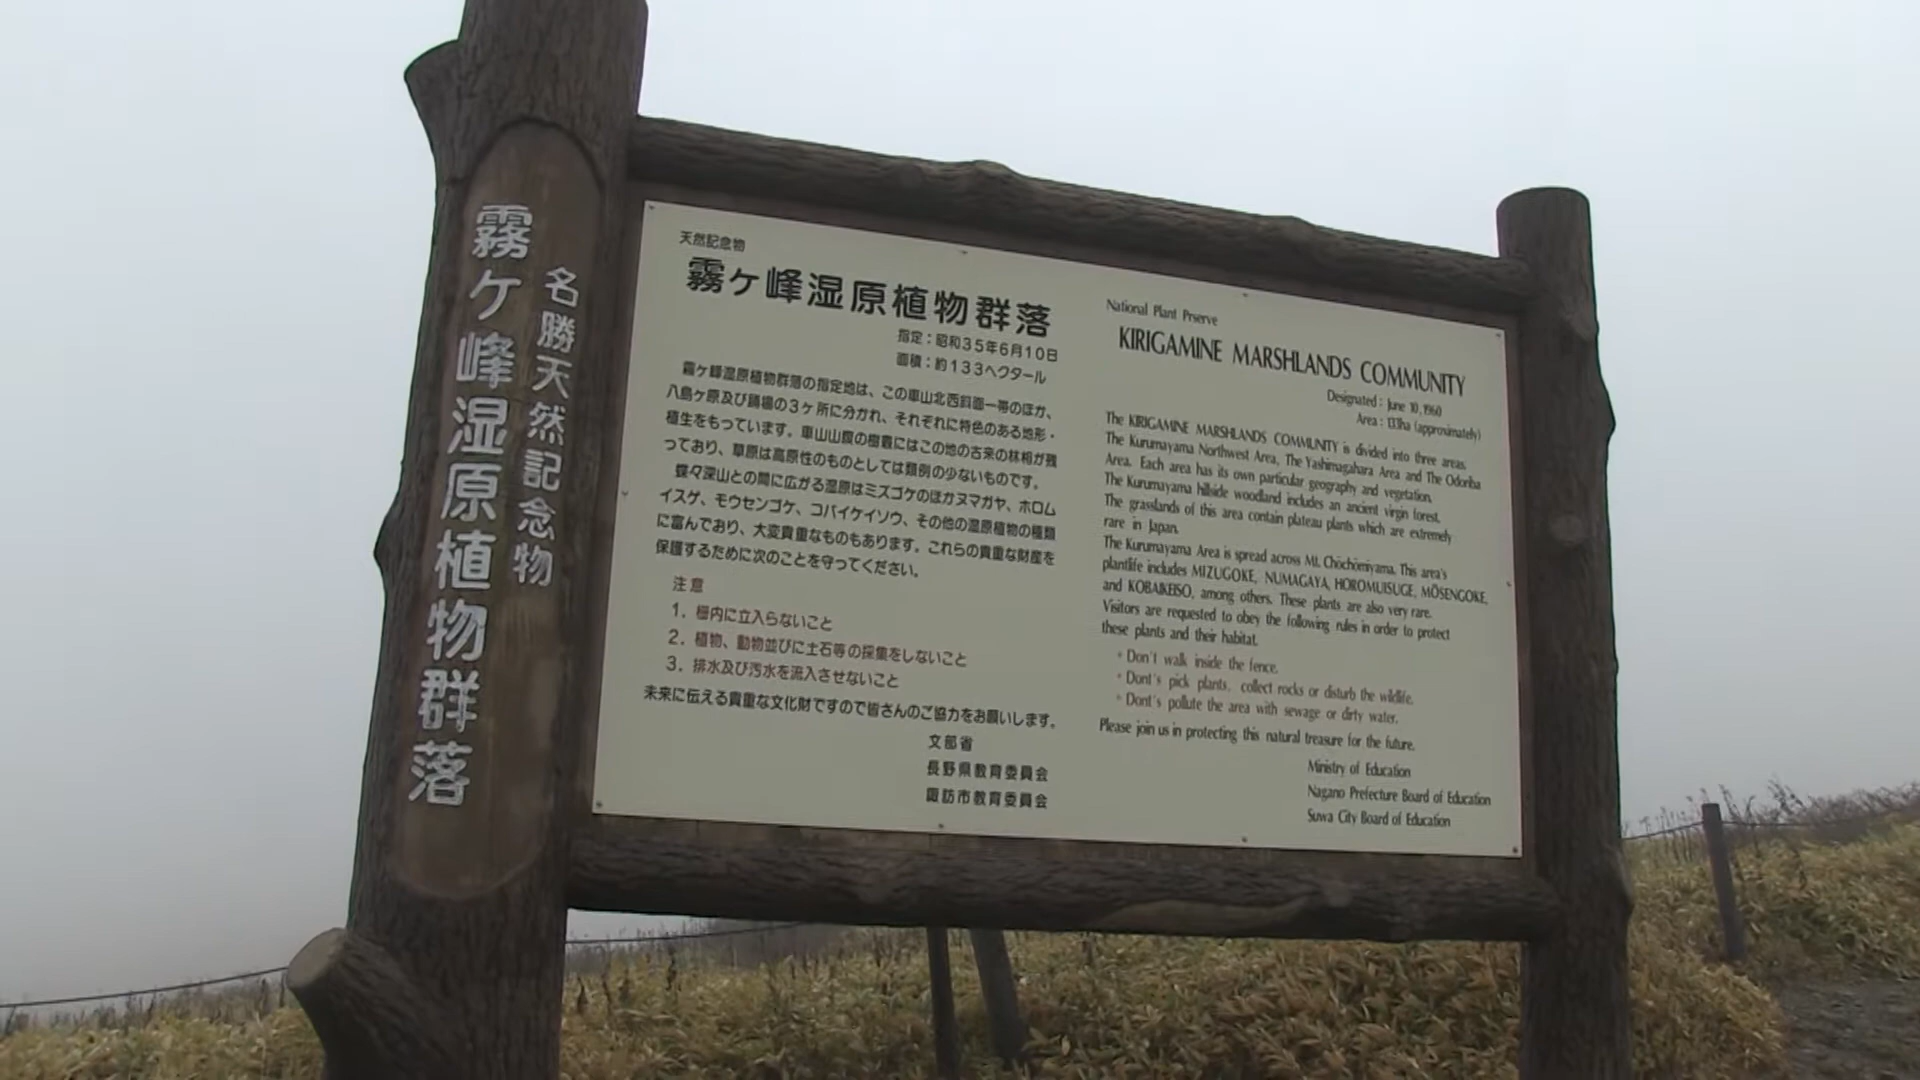 名勝天然記念物
霧ケ峰湿原植物群落
天然記念物
霧ヶ峰湿原植物群落
指定：昭和35年6月10日
面積：約133ヘクタール
霧ヶ峰湿原植物群落の指定地は、この車山北西斜面一帯のほか、
八島ヶ原及び踊場の3ヶ所に分かれ、それぞれに特色のある地形・
植生をもっています。車山山腹の樹叢にはこの地の古来の林相が残
っており、草原は高原性のものとしては類例の少ないものです。
蝶々深山との間に広がる湿原はミズゴケのほかヌマガヤ、ホロム
イスゲ、モウセンゴケ、コバイケイソウ、その他の湿原植物の種類
に富んでおり、大変貴重なものもあります。これらの貴重な財産を
保護するために次のことを守ってください。
注意
1．柵内に立入らないこと
2．植物、動物並びに土石等の採集をしないこと
3．排水及び汚水を流入させないこと
未来に伝える貴重な文化財ですので皆さんのご協力をお願いします。
文部省
長野県教育委員会
諏訪市教育委員会
National Plant Prserve
KIRIGAMINE MARSHLANDS COMMUNITY
Designated : June 10, 1960
Area : 133ha (approximately)
The KIRIGAMINE MARSHLANDS COMMUNITY is divided into three areas.
The Kurumayama Northwest Area, The Yashimagahara Area and The Odoriba
Area. Each area has its own particular geography and vegetation.
The Kurumayama hillside woodland includes an ancient virgin forest.
The grasslands of this area contain plateau plants which are extremely
rare in Japan.
The Kurumayama Area is spread across Mt. Chōchōmiyama. This area's
plantlife includes MIZUGOKE, NUMAGAYA, HOROMUISUGE, MŌSENGOKE,
and KOBAIKEISO, among others. These plants are also very rare.
Visitors are requested to obey the following rules in order to protect
these plants and their habitat.
* Don't walk inside the fence.
* Dont's pick plants, collect rocks or disturb the wildlife.
* Dont's pollute the area with sewage or dirty water.
Please join us in protecting this natural treasure for the future.
Ministry of Education
Nagano Prefecture Board of Education
Suwa City Board of Education